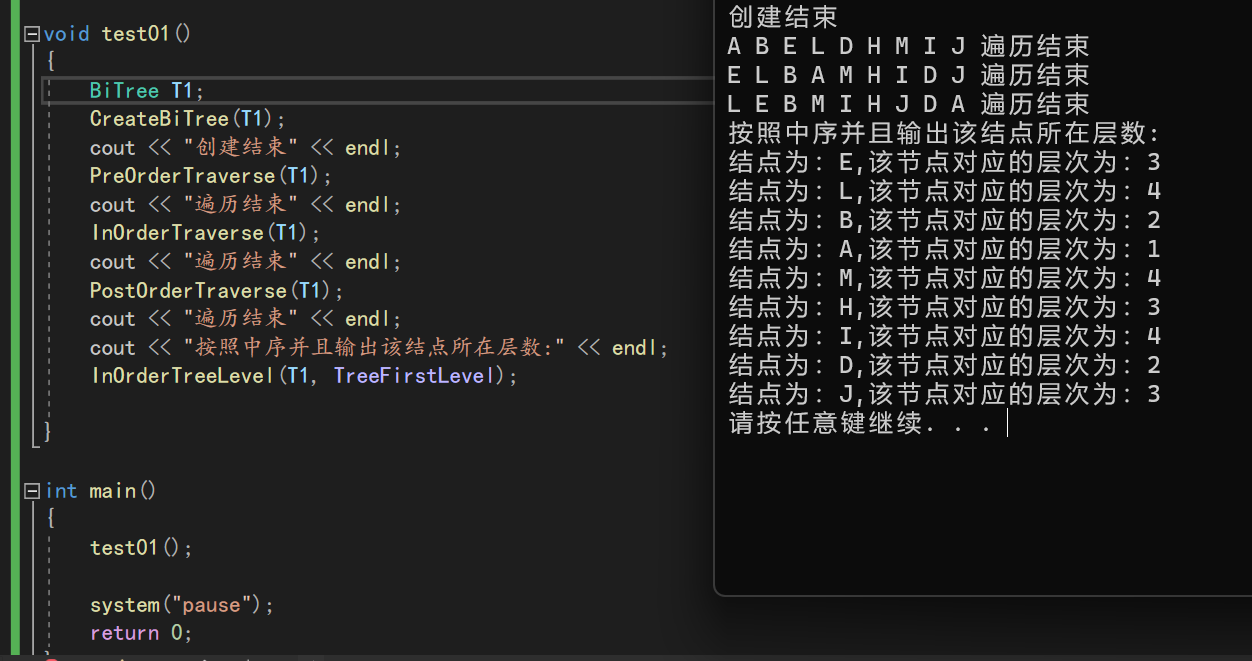 void test01()
{
BiTree T1;
CreateBiTree(T1);
cout << "创建结束" << endl;
PreOrderTraverse(T1);
cout << "遍历结束" << endl;
InOrderTraverse(T1);
cout << "遍历结束" << endl;
PostOrderTraverse(T1);
cout << "遍历结束" << endl;
cout << "按照中序并且输出该结点所在层数:" << endl;
InOrderTreeLevel(T1, TreeFirstLevel);
}
int main()
{
test01();
system("pause");
return 0;
}
创建结束
A B E L D H M I J 遍历结束
E L B A M H I D J 遍历结束
L E B M I H J D A 遍历结束
按照中序并且输出该结点所在层数:
结点为: E,该节点对应的层次为: 3
结点为: L,该节点对应的层次为: 4
结点为: B,该节点对应的层次为: 2
结点为: A,该节点对应的层次为: 1
结点为: M,该节点对应的层次为: 4
结点为: H,该节点对应的层次为: 3
结点为: I,该节点对应的层次为: 4
结点为: D,该节点对应的层次为: 2
结点为: J,该节点对应的层次为: 3
请按任意键继续. . .